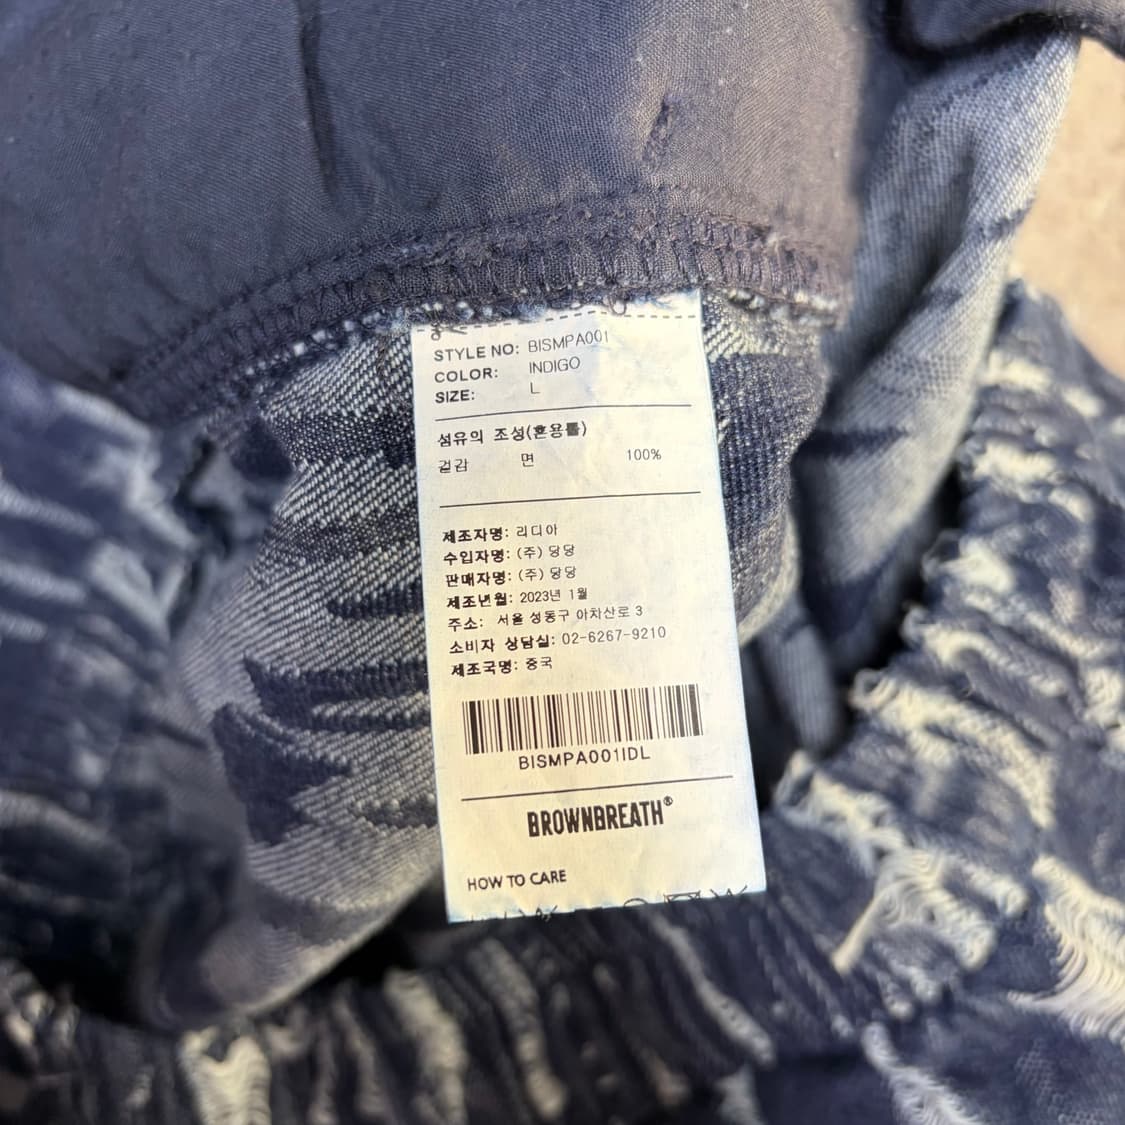 STYLE NO: BISMPA001
COLOR: INDIGO
SIZE: L
섬유의 조성(혼용률)
겉감 면 100%
제조자명: 리디아
수입자명: (주) 당당
판매자명: (주) 당당
제조년월: 2023년 1월
주소: 서울 성동구 아차산로 3
소비자 상담실: 02-6267-9210
제조국명: 중국
BISMPA001IDL
BROWNBREATH®
HOW TO CARE